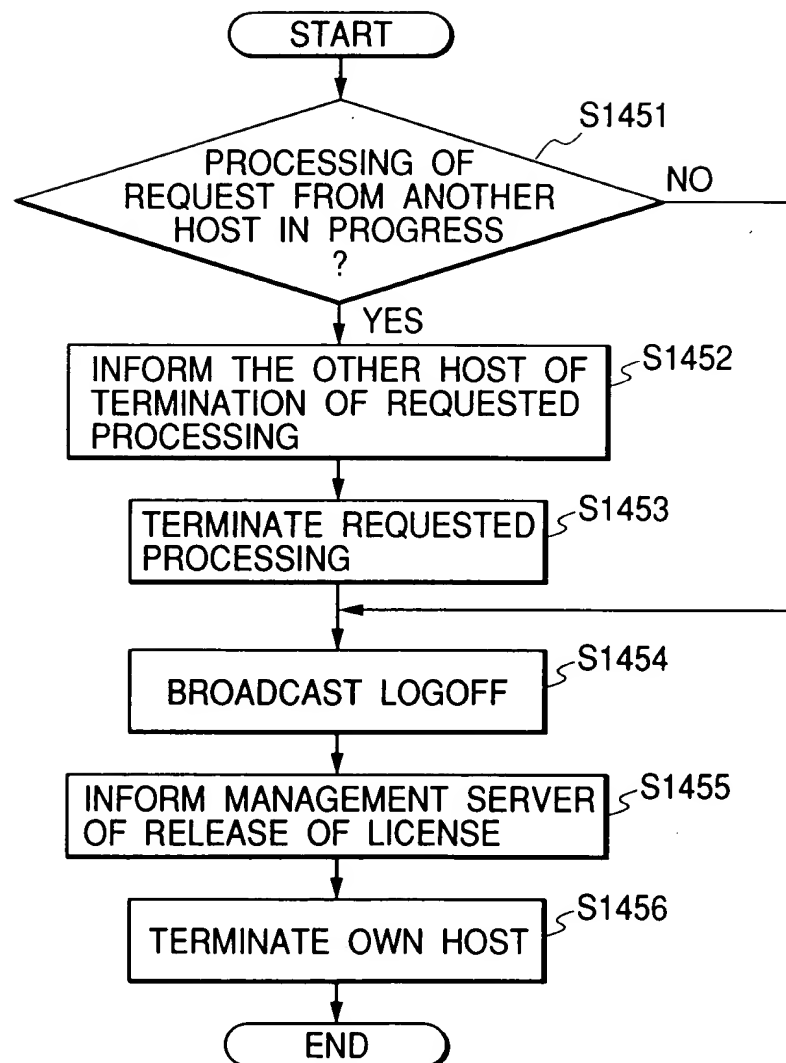 START
S1451
PROCESSING OF
REQUEST FROM ANOTHER
HOST IN PROGRESS
?
NO
YES
S1452
INFORM THE OTHER HOST OF
TERMINATION OF REQUESTED
PROCESSING
S1453
TERMINATE REQUESTED
PROCESSING
S1454
BROADCAST LOGOFF
S1455
INFORM MANAGEMENT SERVER
OF RELEASE OF LICENSE
S1456
TERMINATE OWN HOST
END